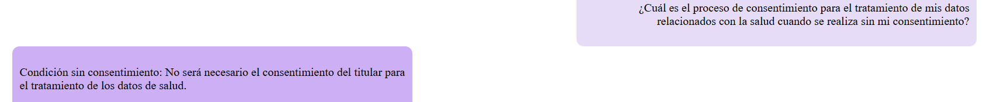 ¿Cuál es el proceso de consentimiento para el tratamiento de mis datos
relacionados con la salud cuando se realiza sin mi consentimiento?
Condición sin consentimiento: No será necesario el consentimiento del titular para
el tratamiento de los datos de salud.